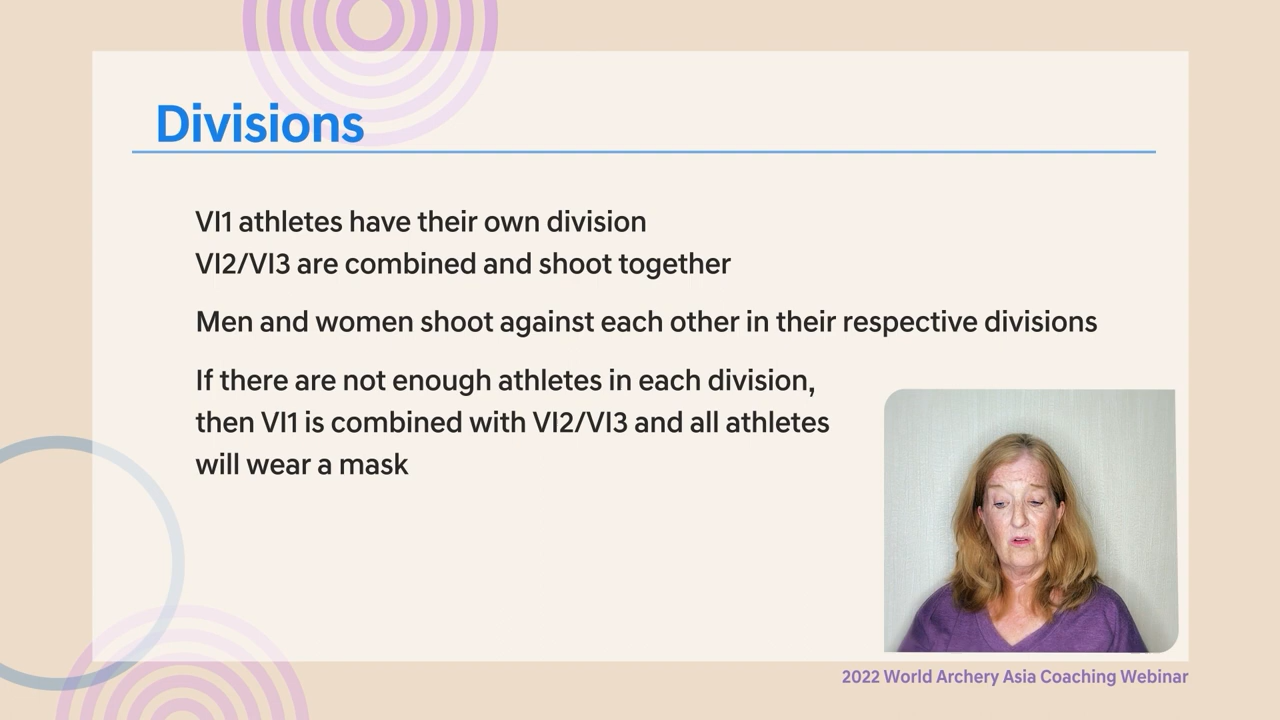 Divisions
VI1 athletes have their own division
VI2/VI3 are combined and shoot together
Men and women shoot against each other in their respective divisions
If there are not enough athletes in each division,
then VI1 is combined with VI2/VI3 and all athletes
will wear a mask
2022 World Archery Asia Coaching Webinar